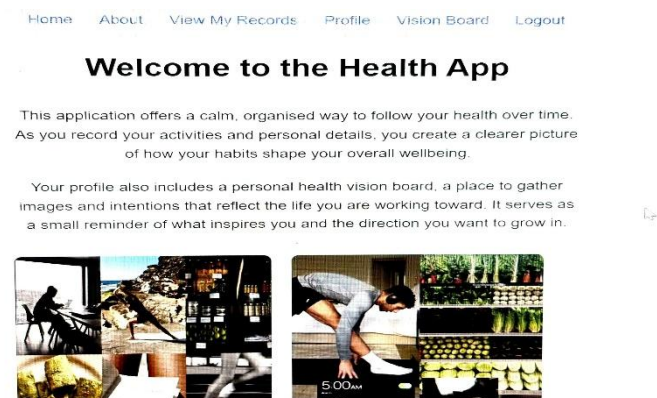 Home About View My Records Profile Vision Board Logout
Welcome to the Health App
This application offers a calm, organised way to follow your health over time.
As you record your activities and personal details, you create a clearer picture
of how your habits shape your overall wellbeing.
Your profile also includes a personal health vision board, a place to gather
images and intentions that reflect the life you are working toward. It serves as
a small reminder of what inspires you and the direction you want to grow in.
5:00AM